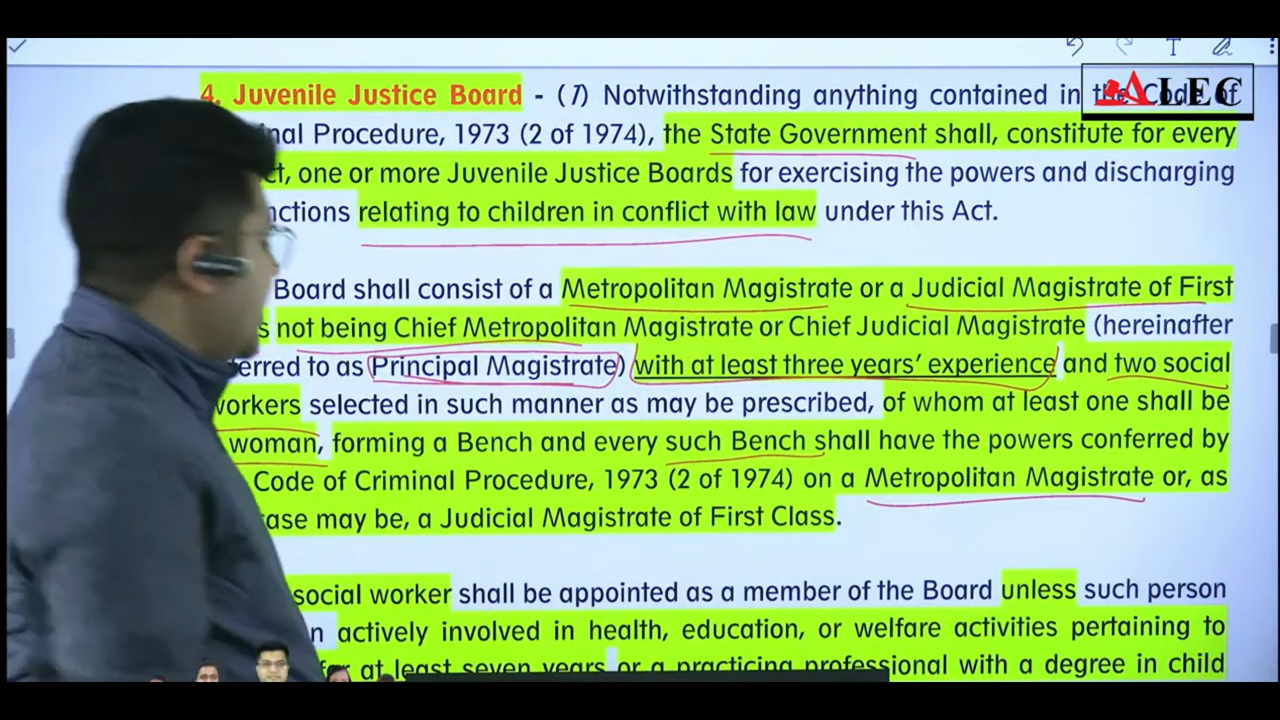 4. Juvenile Justice Board - (1) Notwithstanding anything contained in the Code of
nal Procedure, 1973 (2 of 1974), the State Government shall, constitute for every
ct, one or more Juvenile Justice Boards for exercising the powers and discharging
nctions relating to children in conflict with law under this Act.
Board shall consist of a Metropolitan Magistrate or a Judicial Magistrate of First
s not being Chief Metropolitan Magistrate or Chief Judicial Magistrate (hereinafter
erred to as Principal Magistrate) with at least three years' experience and two social
workers selected in such manner as may be prescribed, of whom at least one shall be
woman, forming a Bench and every such Bench shall have the powers conferred by
Code of Criminal Procedure, 1973 (2 of 1974) on a Metropolitan Magistrate or, as
ase may be, a Judicial Magistrate of First Class.
social worker shall be appointed as a member of the Board unless such person
n actively involved in health, education, or welfare activities pertaining to
for at least seven years or a practicing professional with a degree in child
ALEC